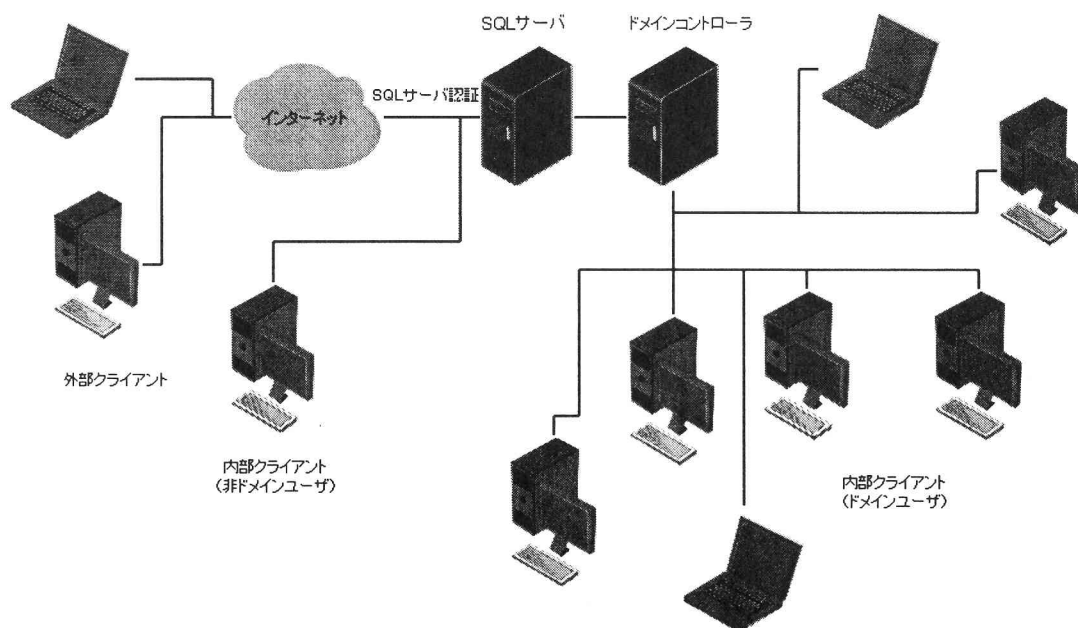 SQLサーバ
ドメインコントローラ
SQLサーバ認証
インターネット
外部クライアント
内部クライアント
(非ドメインユーザ)
内部クライアント
(ドメインユーザ)